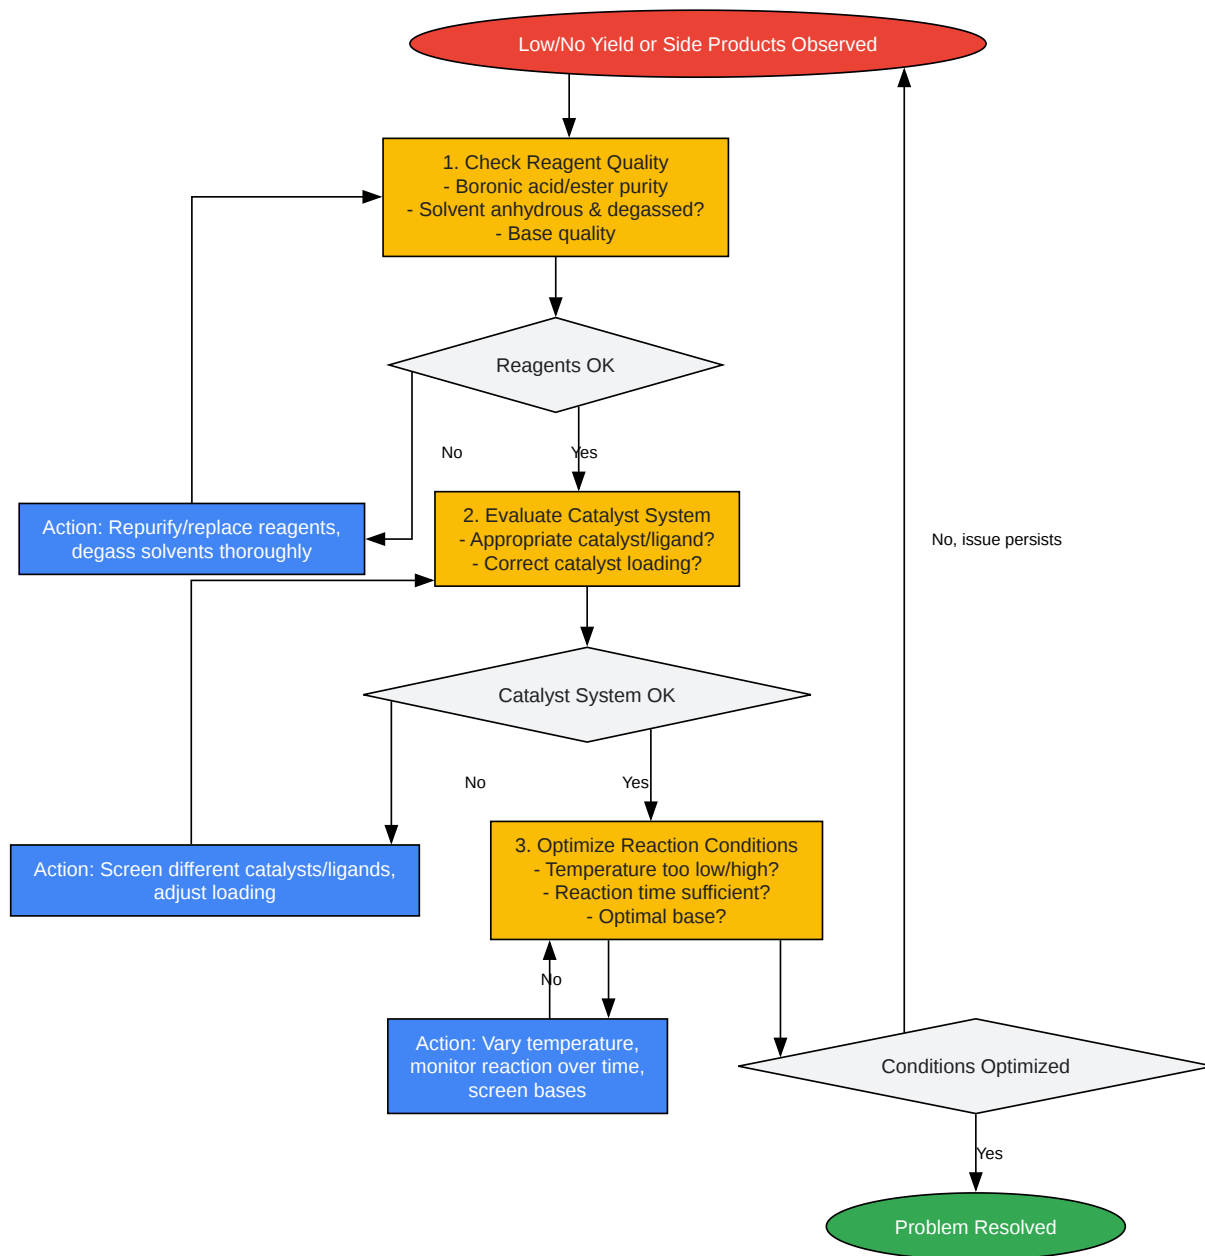 Low/No Yield or Side Products Observed
1. Check Reagent Quality
- Boronic acid/ester purity
- Solvent anhydrous & degassed?
- Base quality
Reagents OK
No
Yes
Action: Repurify/replace reagents,
degass solvents thoroughly
2. Evaluate Catalyst System
- Appropriate catalyst/ligand?
- Correct catalyst loading?
No, issue persists
Catalyst System OK
No
Yes
Action: Screen different catalysts/ligands,
adjust loading
3. Optimize Reaction Conditions
- Temperature too low/high?
- Reaction time sufficient?
- Optimal base?
No
Action: Vary temperature,
monitor reaction over time,
screen bases
Conditions Optimized
Yes
Problem Resolved